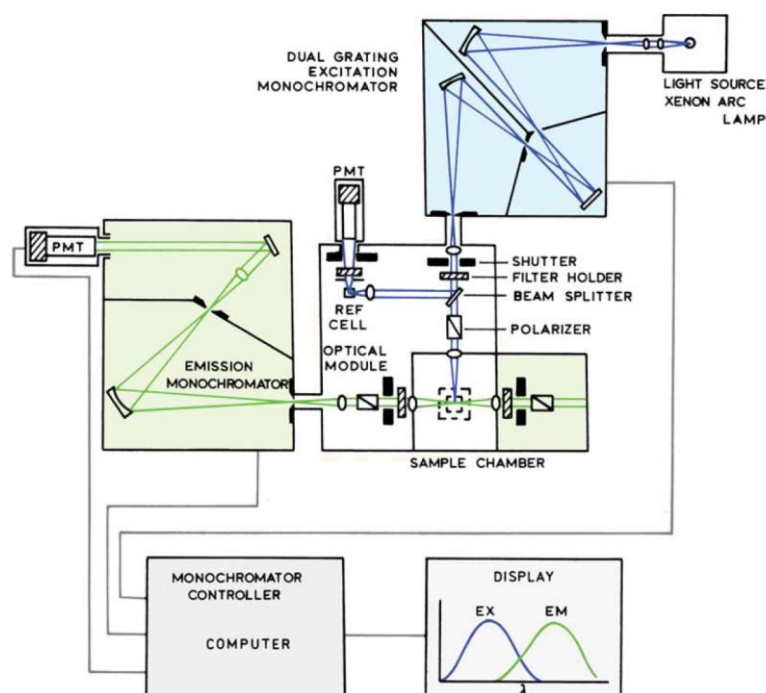 DUAL GRATING
EXCITATION
MONOCHROMATOR
LIGHT SOURCE
XENON ARC
LAMP
PMT
PMT
SHUTTER
FILTER HOLDER
BEAM SPLITTER
REF
CELL
POLARIZER
OPTICAL
MODULE
EMISSION
MONOCHROMATOR
SAMPLE CHAMBER
MONOCHROMATOR
CONTROLLER
COMPUTER
DISPLAY
EX
EM
λ